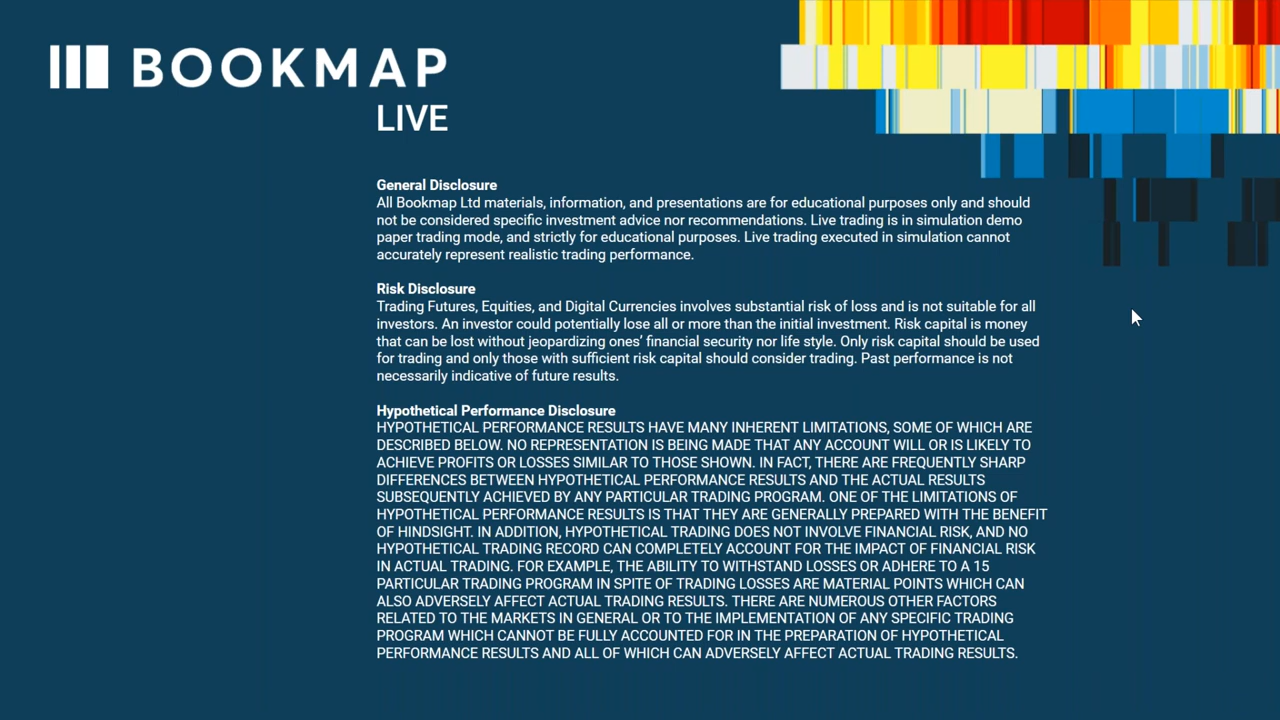 BOOKMAP
LIVE
General Disclosure
All Bookmap Ltd materials, information, and presentations are for educational purposes only and should
not be considered specific investment advice nor recommendations. Live trading is in simulation demo
paper trading mode, and strictly for educational purposes. Live trading executed in simulation cannot
accurately represent realistic trading performance.
Risk Disclosure
Trading Futures, Equities, and Digital Currencies involves substantial risk of loss and is not suitable for all
investors. An investor could potentially lose all or more than the initial investment. Risk capital is money
that can be lost without jeopardizing ones’ financial security nor life style. Only risk capital should be used
for trading and only those with sufficient risk capital should consider trading. Past performance is not
necessarily indicative of future results.
Hypothetical Performance Disclosure
HYPOTHETICAL PERFORMANCE RESULTS HAVE MANY INHERENT LIMITATIONS, SOME OF WHICH ARE
DESCRIBED BELOW. NO REPRESENTATION IS BEING MADE THAT ANY ACCOUNT WILL OR IS LIKELY TO
ACHIEVE PROFITS OR LOSSES SIMILAR TO THOSE SHOWN. IN FACT, THERE ARE FREQUENTLY SHARP
DIFFERENCES BETWEEN HYPOTHETICAL PERFORMANCE RESULTS AND THE ACTUAL RESULTS
SUBSEQUENTLY ACHIEVED BY ANY PARTICULAR TRADING PROGRAM. ONE OF THE LIMITATIONS OF
HYPOTHETICAL PERFORMANCE RESULTS IS THAT THEY ARE GENERALLY PREPARED WITH THE BENEFIT
OF HINDSIGHT. IN ADDITION, HYPOTHETICAL TRADING DOES NOT INVOLVE FINANCIAL RISK, AND NO
HYPOTHETICAL TRADING RECORD CAN COMPLETELY ACCOUNT FOR THE IMPACT OF FINANCIAL RISK
IN ACTUAL TRADING. FOR EXAMPLE, THE ABILITY TO WITHSTAND LOSSES OR ADHERE TO A 15
PARTICULAR TRADING PROGRAM IN SPITE OF TRADING LOSSES ARE MATERIAL POINTS WHICH CAN
ALSO ADVERSELY AFFECT ACTUAL TRADING RESULTS. THERE ARE NUMEROUS OTHER FACTORS
RELATED TO THE MARKETS IN GENERAL OR TO THE IMPLEMENTATION OF ANY SPECIFIC TRADING
PROGRAM WHICH CANNOT BE FULLY ACCOUNTED FOR IN THE PREPARATION OF HYPOTHETICAL
PERFORMANCE RESULTS AND ALL OF WHICH CAN ADVERSELY AFFECT ACTUAL TRADING RESULTS.